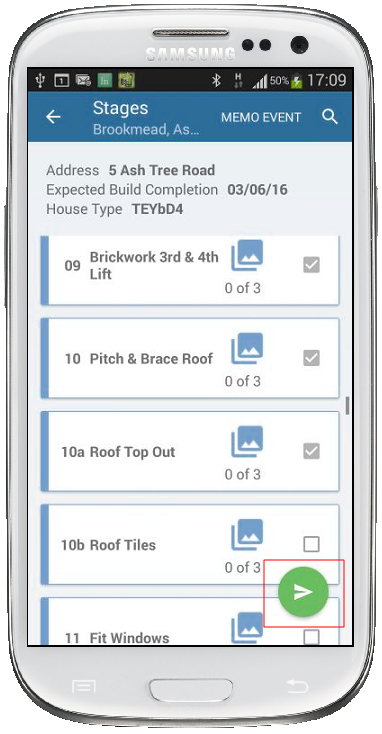 SAMSUNG
1 H 50% 17:09
Stages
Brookmead, As...
MEMO EVENT
Address 5 Ash Tree Road
Expected Build Completion 03/06/16
House Type TEYbD4
09 Brickwork 3rd & 4th
Lift
0 of 3
10 Pitch & Brace Roof
0 of 3
10a Roof Top Out
0 of 3
10b Roof Tiles
0 of 3
11 Fit Windows